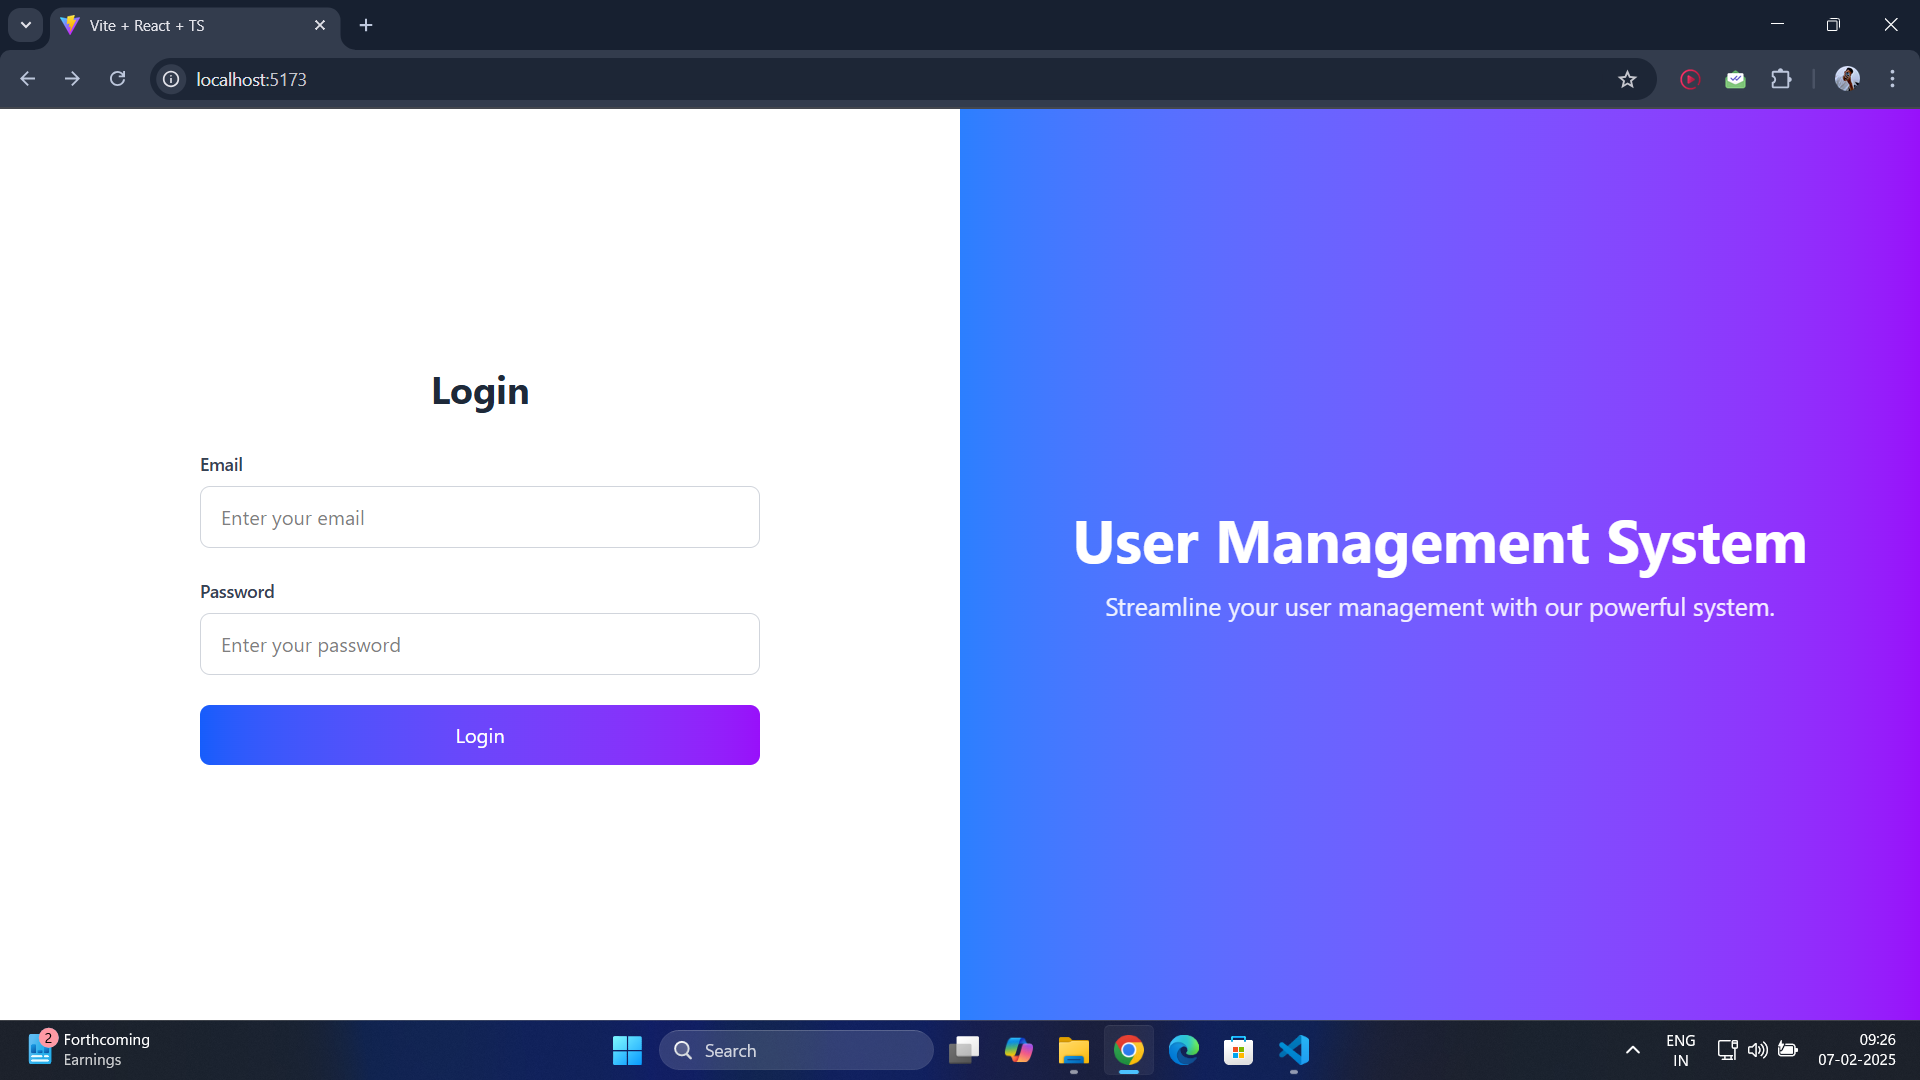 Vite + React + TS
localhost:5173
Login
Email
Enter your email
Password
Enter your password
Login
User Management System
Streamline your user management with our powerful system.
2
Forthcoming
Earnings
Search
ENG
IN
09:26
07-02-2025